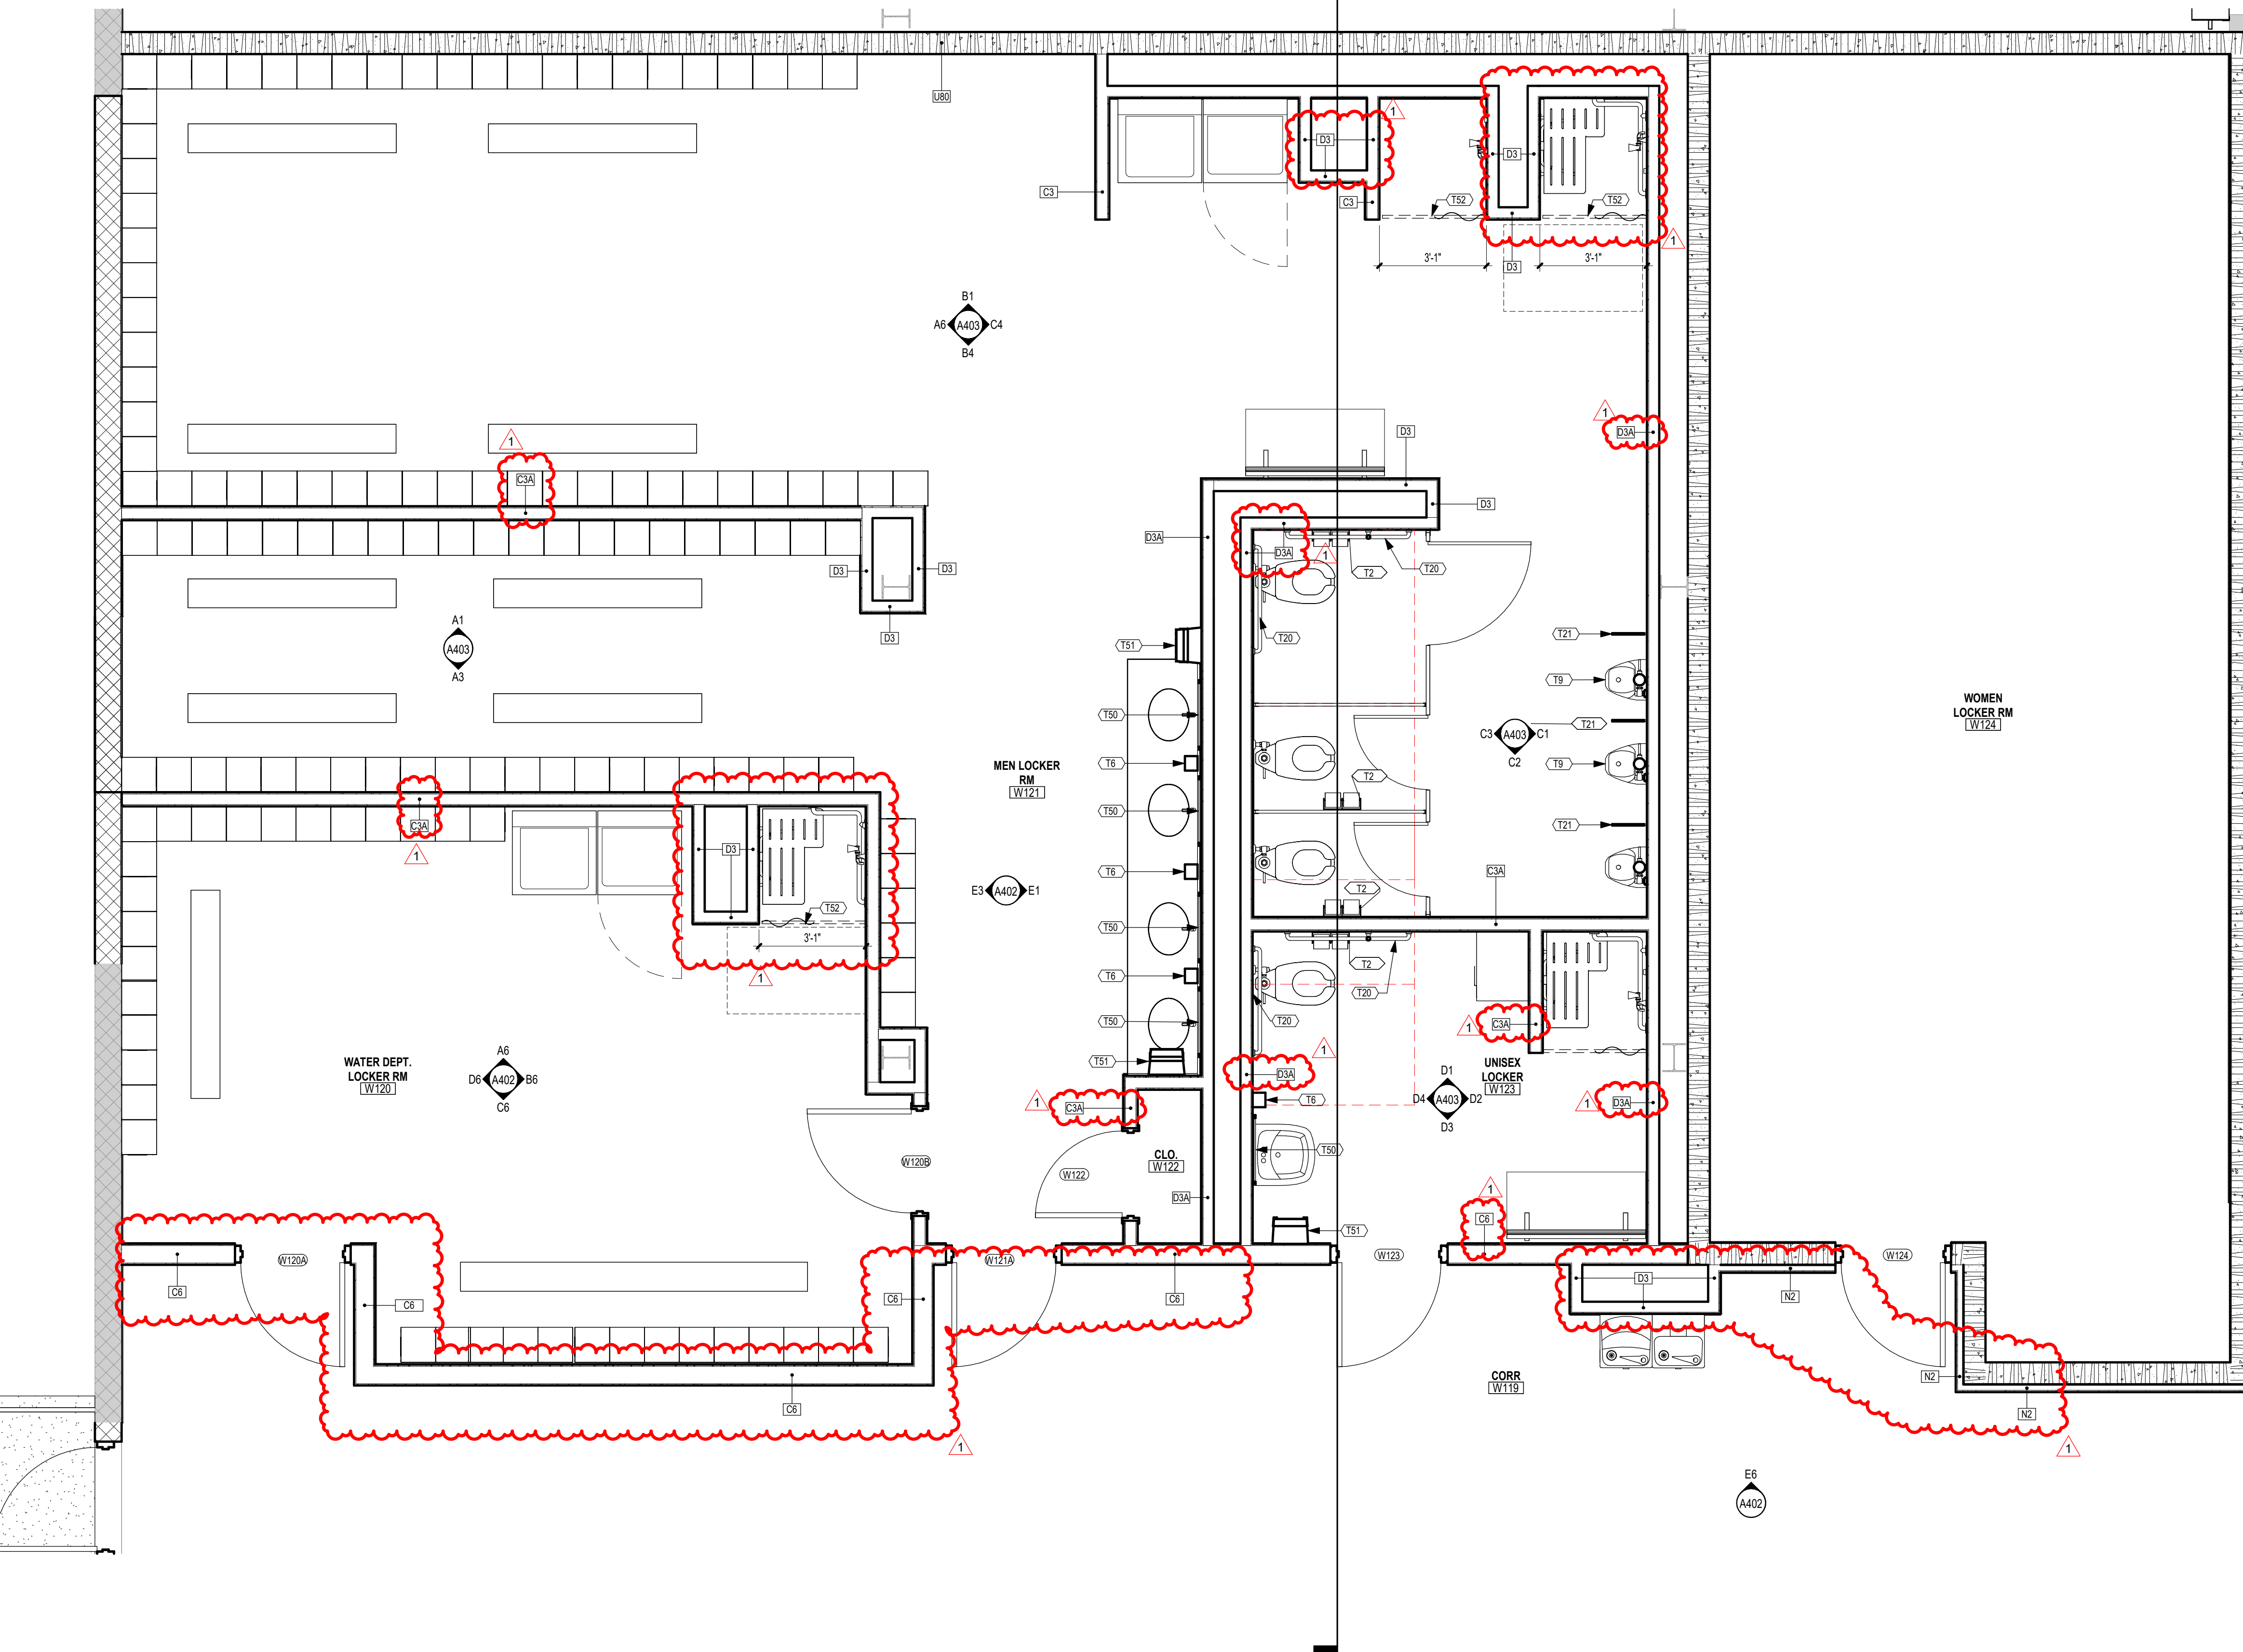 U80
1
D3
D3
C3
C3
T52
T52
1
3'-1"
D3
3'-1"
B1
A6 A403 C4
B4
1
1
D3
D3A
C3A
D3
D3A
D3A
1
D3
D3
T2
T20
A1
A403
A3
D3
T51
T20
T21
T9
WOMEN
LOCKER RM
W124
T50
T21
C3 A403 C1
C2
T6
MEN LOCKER
RM
W121
T9
T2
C3A
1
T50
T21
D3
T6
C3A
E3 A402 E1
T2
T52
3'-1"
T50
1
T6
T2
T20
T50
T20
C3A
1
1
T51
WATER DEPT.
LOCKER RM
W120
A6
D6 A402 B6
C6
UNISEX
LOCKER
W123
D1
D4 A403 D2
D3
D3A
1
C3A
T6
1
D3A
W120B
W122
CLO.
W122
T50
D3A
1
C6
T51
W120A
W121A
W123
W124
C6
C6
C6
C6
D3
N2
C6
CORR
W119
N2
N2
1
1
E6
A402